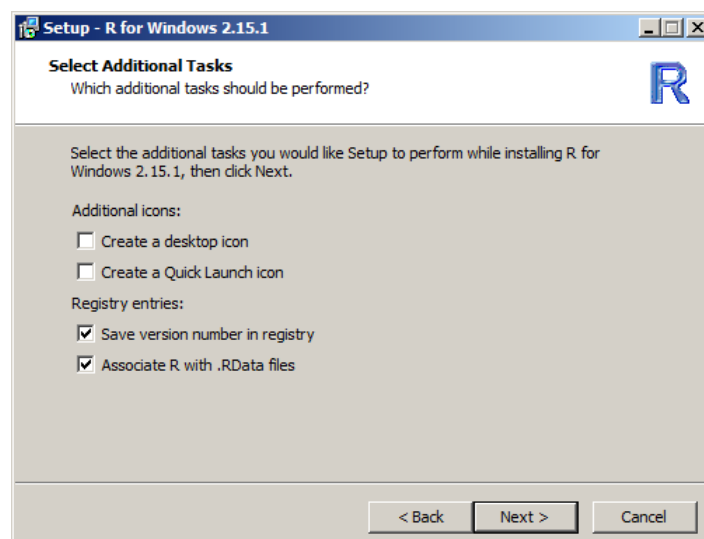 Setup - R for Windows 2.15.1
Select Additional Tasks
Which additional tasks should be performed?
R
Select the additional tasks you would like Setup to perform while installing R for
Windows 2.15.1, then click Next.
Additional icons:
Create a desktop icon
Create a Quick Launch icon
Registry entries:
Save version number in registry
Associate R with .RData files
< Back
Next >
Cancel